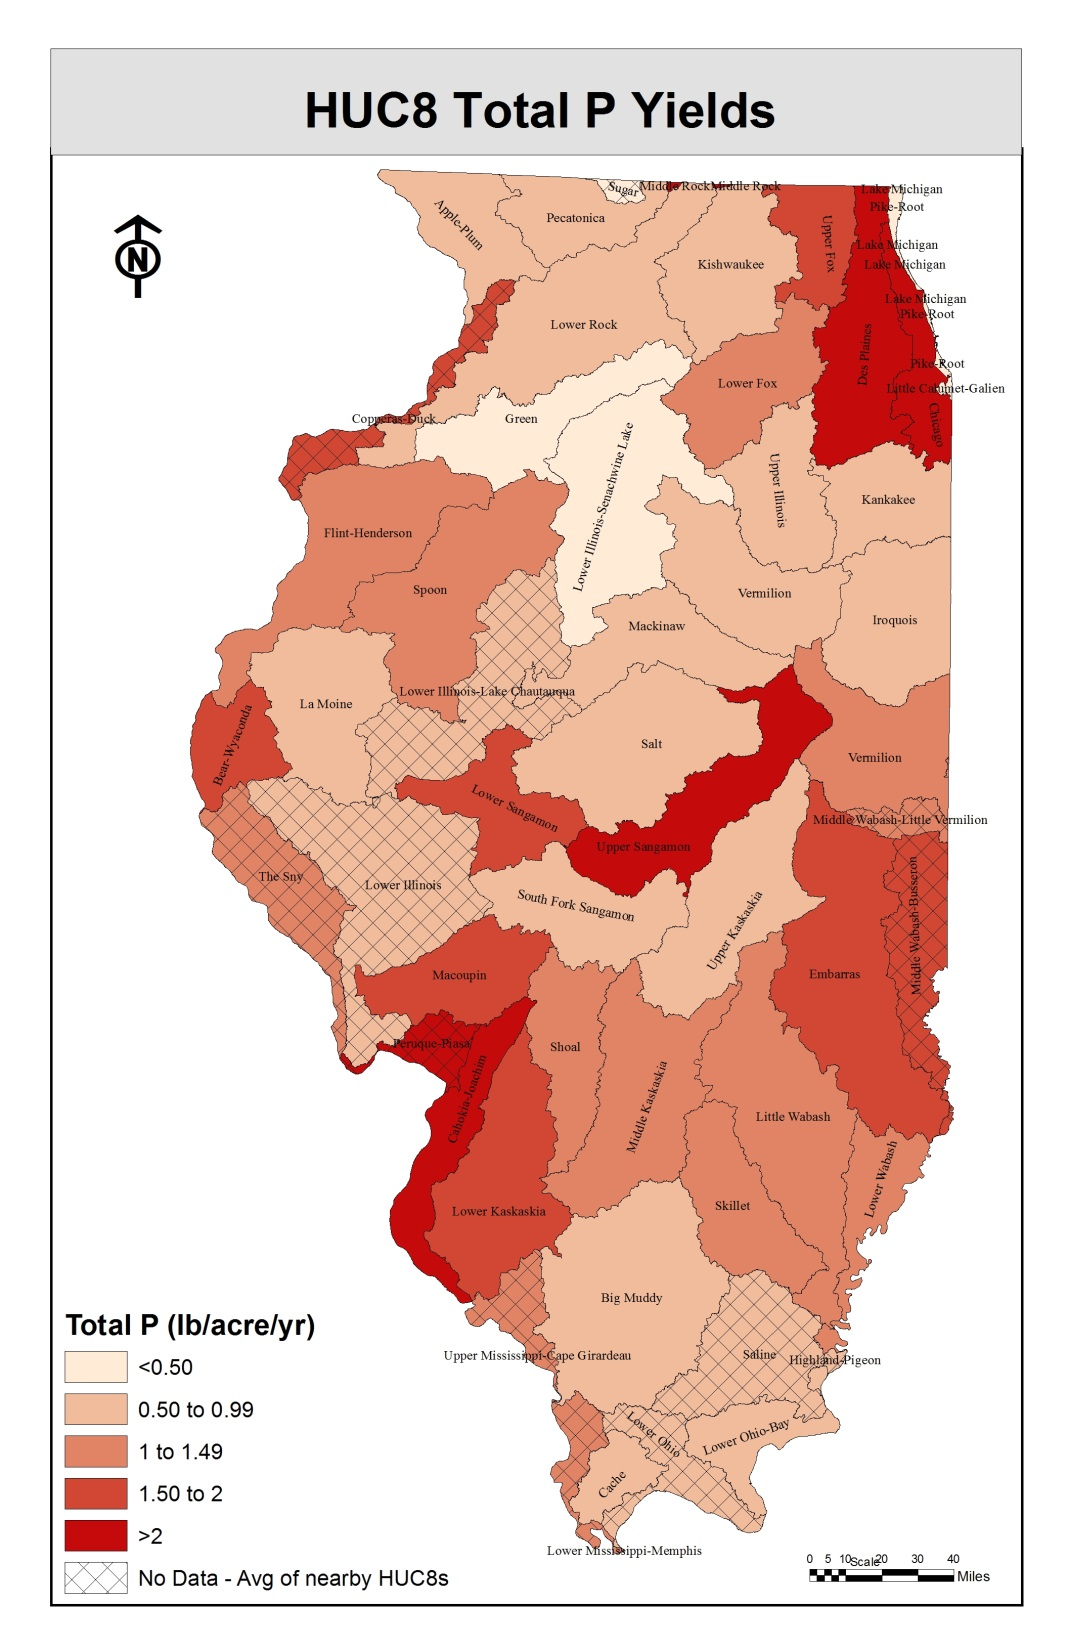 HUC8 Total P Yields
N
Sugar
Middle Rock
Middle Rock
Lake Michigan
Pike-Root
Apple-Plum
Pecatonica
Upper Fox
Lake Michigan
Kishwaukee
Lake Michigan
Lake Michigan
Pike-Root
Lower Rock
Des Plaines
Pike-Root
Lower Fox
Little Calumet-Galien
Copperas-Duck
Green
Chicago
Lower Illinois-Senachwine Lake
Upper Illinois
Kankakee
Flint-Henderson
Spoon
Vermilion
Mackinaw
Iroquois
Lower Illinois-Lake Chautauqua
La Moine
Bear-Wyaconda
Salt
Vermilion
Lower Sangamon
Middle Wabash-Little Vermilion
Upper Sangamon
The Sny
Lower Illinois
South Fork Sangamon
Upper Kaskaskia
Middle Wabash-Busseron
Macoupin
Embarras
Peruque-Piasa
Shoal
Cahokia-Joachim
Middle Kaskaskia
Little Wabash
Lower Wabash
Lower Kaskaskia
Skillet
Big Muddy
Upper Mississippi-Cape Girardeau
Saline
Highland-Pigeon
Lower Ohio
Lower Ohio-Bay
Cache
Lower Mississippi-Memphis
Total P (lb/acre/yr)
<0.50
0.50 to 0.99
1 to 1.49
1.50 to 2
>2
No Data - Avg of nearby HUC8s
0 5 10 20 30 40
Scale
Miles